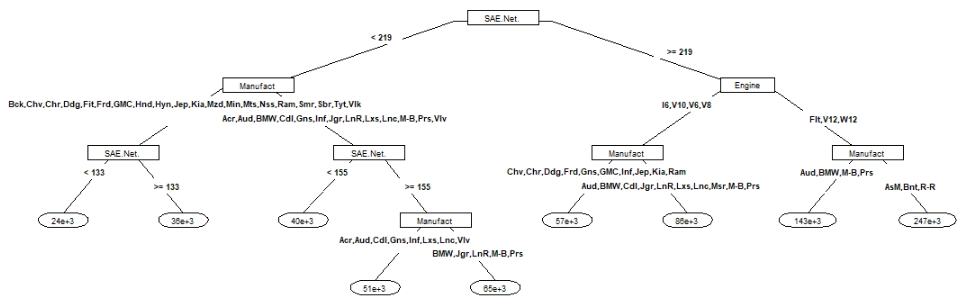 SAE.Net.
< 219
>= 219
Manufact
Engine
Bck,Chv,Chr,Ddg,Fit,Frd,GMC,Hnd,Hyn,Jep,Kia,Mzd,Min,Mts,Nss,Ram,Smr,Sbr,Tyt,Vlk
I6,V10,V6,V8
Acr,Aud,BMW,Cdl,Gns,Inf,Jgr,LnR,Lxs,Lnc,M-B,Prs,Vlv
Flt,V12,W12
SAE.Net.
SAE.Net.
Manufact
Manufact
< 133
< 155
Chv,Chr,Ddg,Frd,Gns,GMC,Inf,Jep,Kia,Ram
Aud,BMW,M-B,Prs
>= 133
>= 155
Aud,BMW,Cdl,Jgr,LnR,Lxs,Lnc,Msr,M-B,Prs
AsM,Bnt,R-R
24e+3
36e+3
40e+3
Manufact
57e+3
86e+3
143e+3
247e+3
Acr,Aud,Cdl,Gns,Inf,Lxs,Lnc,Vlv
BMW,Jgr,LnR,M-B,Prs
51e+3
65e+3